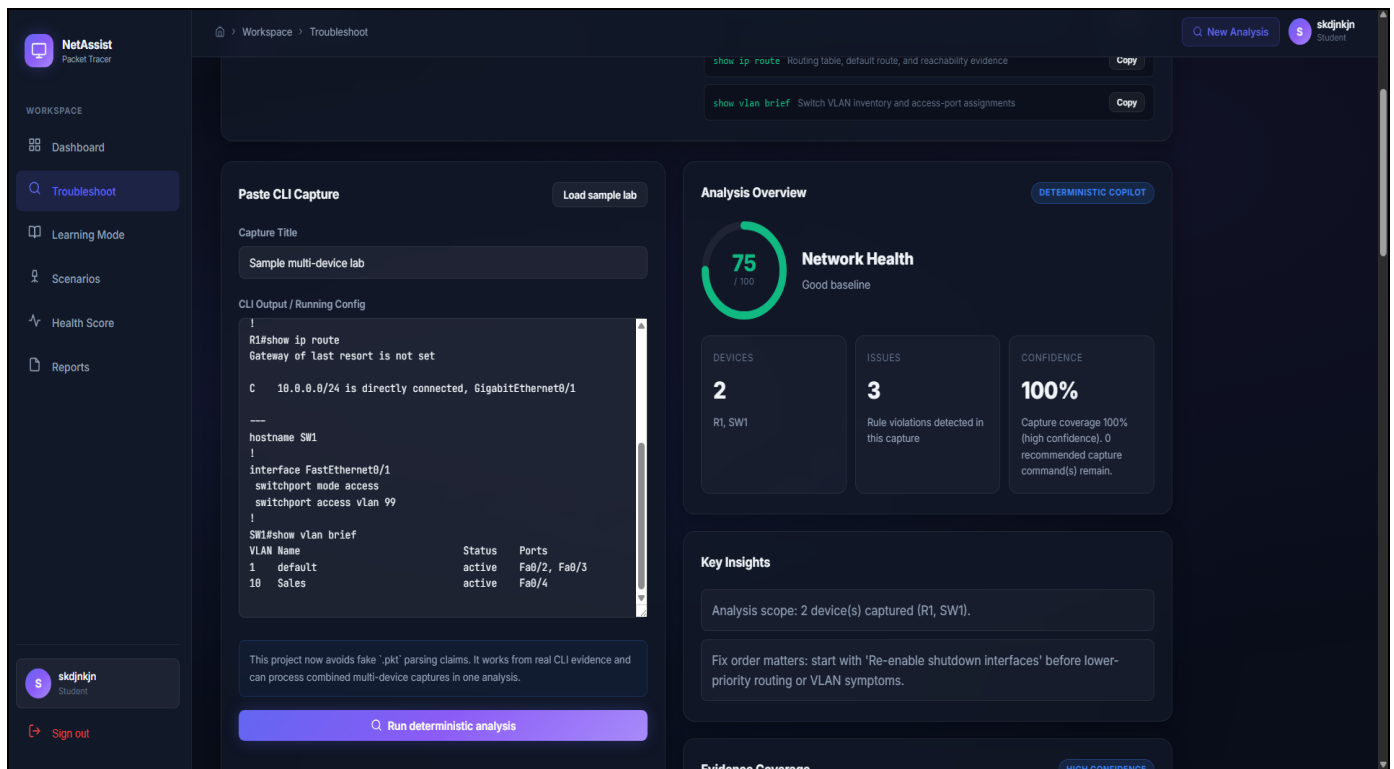 NetAssist
Packet Tracer
WORKSPACE
Dashboard
Troubleshoot
Learning Mode
Scenarios
Health Score
Reports
S
skdjnkjn
Student
Sign out
Workspace > Troubleshoot
New Analysis
S
skdjnkjn
Student
show ip route Routing table, default route, and reachability evidence
Copy
show vlan brief Switch VLAN inventory and access-port assignments
Copy
Paste CLI Capture
Load sample lab
Capture Title
Sample multi-device lab
CLI Output / Running Config
!
R1#show ip route
Gateway of last resort is not set
C    10.0.0.0/24 is directly connected, GigabitEthernet0/1
---
hostname SW1
!
interface FastEthernet0/1
 switchport mode access
 switchport access vlan 99
!
SW1#show vlan brief
VLAN Name                             Status    Ports
1    default                          active    Fa0/2, Fa0/3
10   Sales                            active    Fa0/4
This project now avoids fake `.pkt` parsing claims. It works from real CLI evidence and
can process combined multi-device captures in one analysis.
Run deterministic analysis
Analysis Overview
DETERMINISTIC COPILOT
75
/ 100
Network Health
Good baseline
DEVICES
2
R1, SW1
ISSUES
3
Rule violations detected in
this capture
CONFIDENCE
100%
Capture coverage 100%
(high confidence). 0
recommended capture
command(s) remain.
Key Insights
Analysis scope: 2 device(s) captured (R1, SW1).
Fix order matters: start with 'Re-enable shutdown interfaces' before lower-
priority routing or VLAN symptoms.
Evidence Coverage
HIGH CONFIDENCE